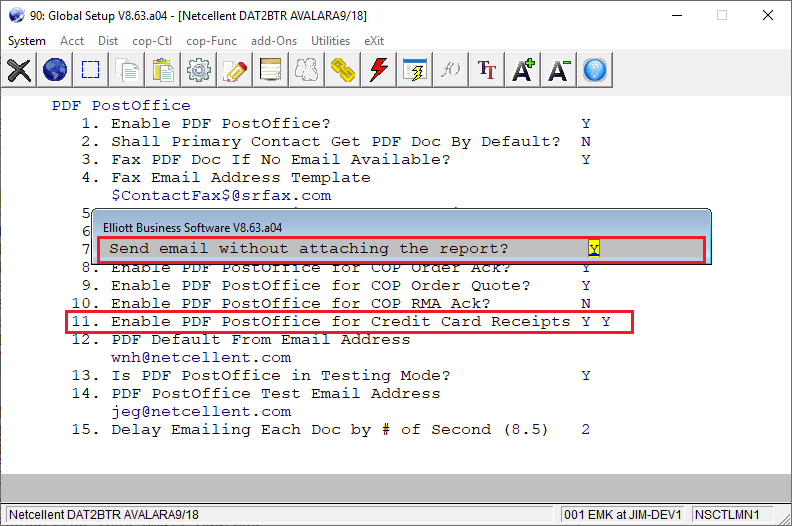 90: Global Setup V8.63.a04 - [Netcellent DAT2BTR AVALARA9/18]
System Acct Dist cop-Ctl cop-Func add-Ons Utilities eXit
f() TT A+ A- ?
PDF PostOffice
1. Enable PDF PostOffice? Y
2. Shall Primary Contact Get PDF Doc By Default? N
3. Fax PDF Doc If No Email Available? Y
4. Fax Email Address Template
$ContactFax$@srfax.com
5
6
7
Elliott Business Software V8.63.a04
Send email without attaching the report? Y
8. Enable PDF PostOffice for COP Order Ack? Y
9. Enable PDF PostOffice for COP Order Quote? Y
10. Enable PDF PostOffice for COP RMA Ack? N
11. Enable PDF PostOffice for Credit Card Receipts Y Y
12. PDF Default From Email Address
wnh@netcellent.com
13. Is PDF PostOffice in Testing Mode? Y
14. PDF PostOffice Test Email Address
jeg@netcellent.com
15. Delay Emailing Each Doc by # of Second (8.5) 2
Netcellent DAT2BTR AVALARA9/18 001 EMK at JIM-DEV1 NSCTLMN1